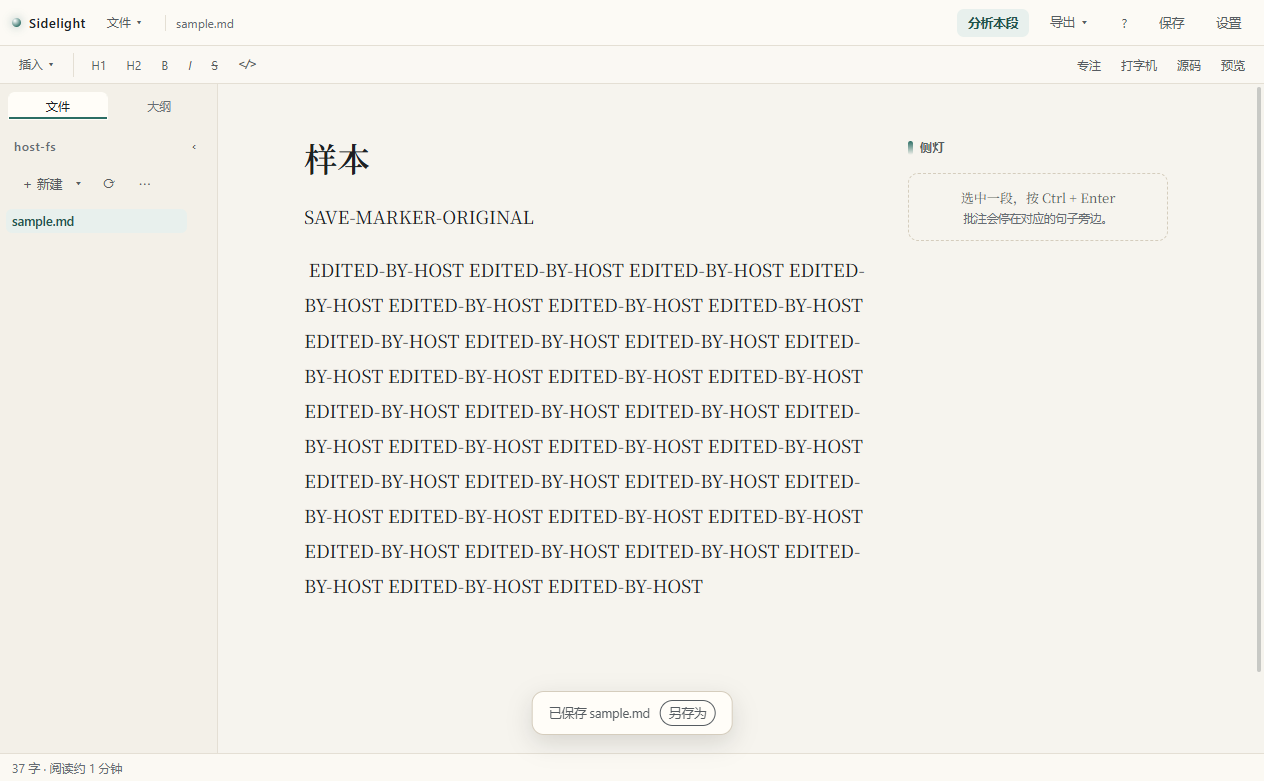 Sidelight 文件 ▾ sample.md 分析本段 导出 ▾ ? 保存 设置
插入 ▾ H1 H2 B I S </> 专注 打字机 源码 预览
文件 大纲
host-fs ‹
+ 新建 ▾ ⟳ ···
sample.md
样本
SAVE-MARKER-ORIGINAL
EDITED-BY-HOST EDITED-BY-HOST EDITED-BY-HOST EDITED-
BY-HOST EDITED-BY-HOST EDITED-BY-HOST EDITED-BY-HOST
EDITED-BY-HOST EDITED-BY-HOST EDITED-BY-HOST EDITED-
BY-HOST EDITED-BY-HOST EDITED-BY-HOST EDITED-BY-HOST
EDITED-BY-HOST EDITED-BY-HOST EDITED-BY-HOST EDITED-
BY-HOST EDITED-BY-HOST EDITED-BY-HOST EDITED-BY-HOST
EDITED-BY-HOST EDITED-BY-HOST EDITED-BY-HOST EDITED-
BY-HOST EDITED-BY-HOST EDITED-BY-HOST EDITED-BY-HOST
EDITED-BY-HOST EDITED-BY-HOST EDITED-BY-HOST EDITED-
BY-HOST EDITED-BY-HOST EDITED-BY-HOST
侧灯
选中一段，按 Ctrl + Enter
批注会停在对应的句子旁边。
已保存 sample.md 另存为
37 字 · 阅读约 1 分钟